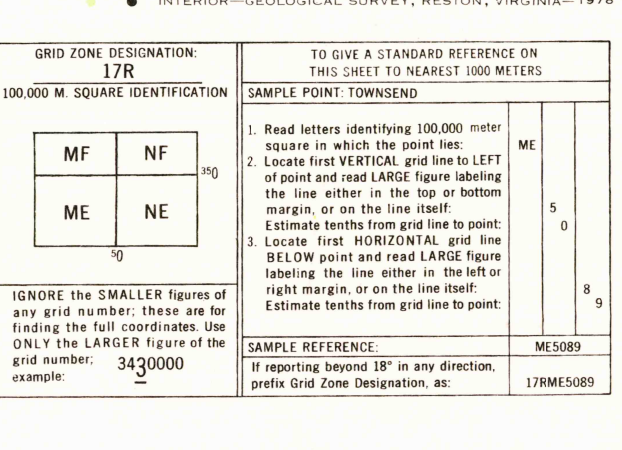 INTERIOR—GEOLOGICAL SURVEY, RESTON, VIRGINIA—1978
GRID ZONE DESIGNATION:
17R
100,000 M. SQUARE IDENTIFICATION
MF NF
350
ME NE
50
IGNORE the SMALLER figures of
any grid number; these are for
finding the full coordinates. Use
ONLY the LARGER figure of the
grid number;
example: 3430000
TO GIVE A STANDARD REFERENCE ON
THIS SHEET TO NEAREST 1000 METERS
SAMPLE POINT: TOWNSEND
1. Read letters identifying 100,000 meter
square in which the point lies: ME
2. Locate first VERTICAL grid line to LEFT
of point and read LARGE figure labeling
the line either in the top or bottom
margin, or on the line itself: 5
Estimate tenths from grid line to point: 0
3. Locate first HORIZONTAL grid line
BELOW point and read LARGE figure
labeling the line either in the left or
right margin, or on the line itself: 8
Estimate tenths from grid line to point: 9
SAMPLE REFERENCE: ME5089
If reporting beyond 18° in any direction,
prefix Grid Zone Designation, as: 17RME5089